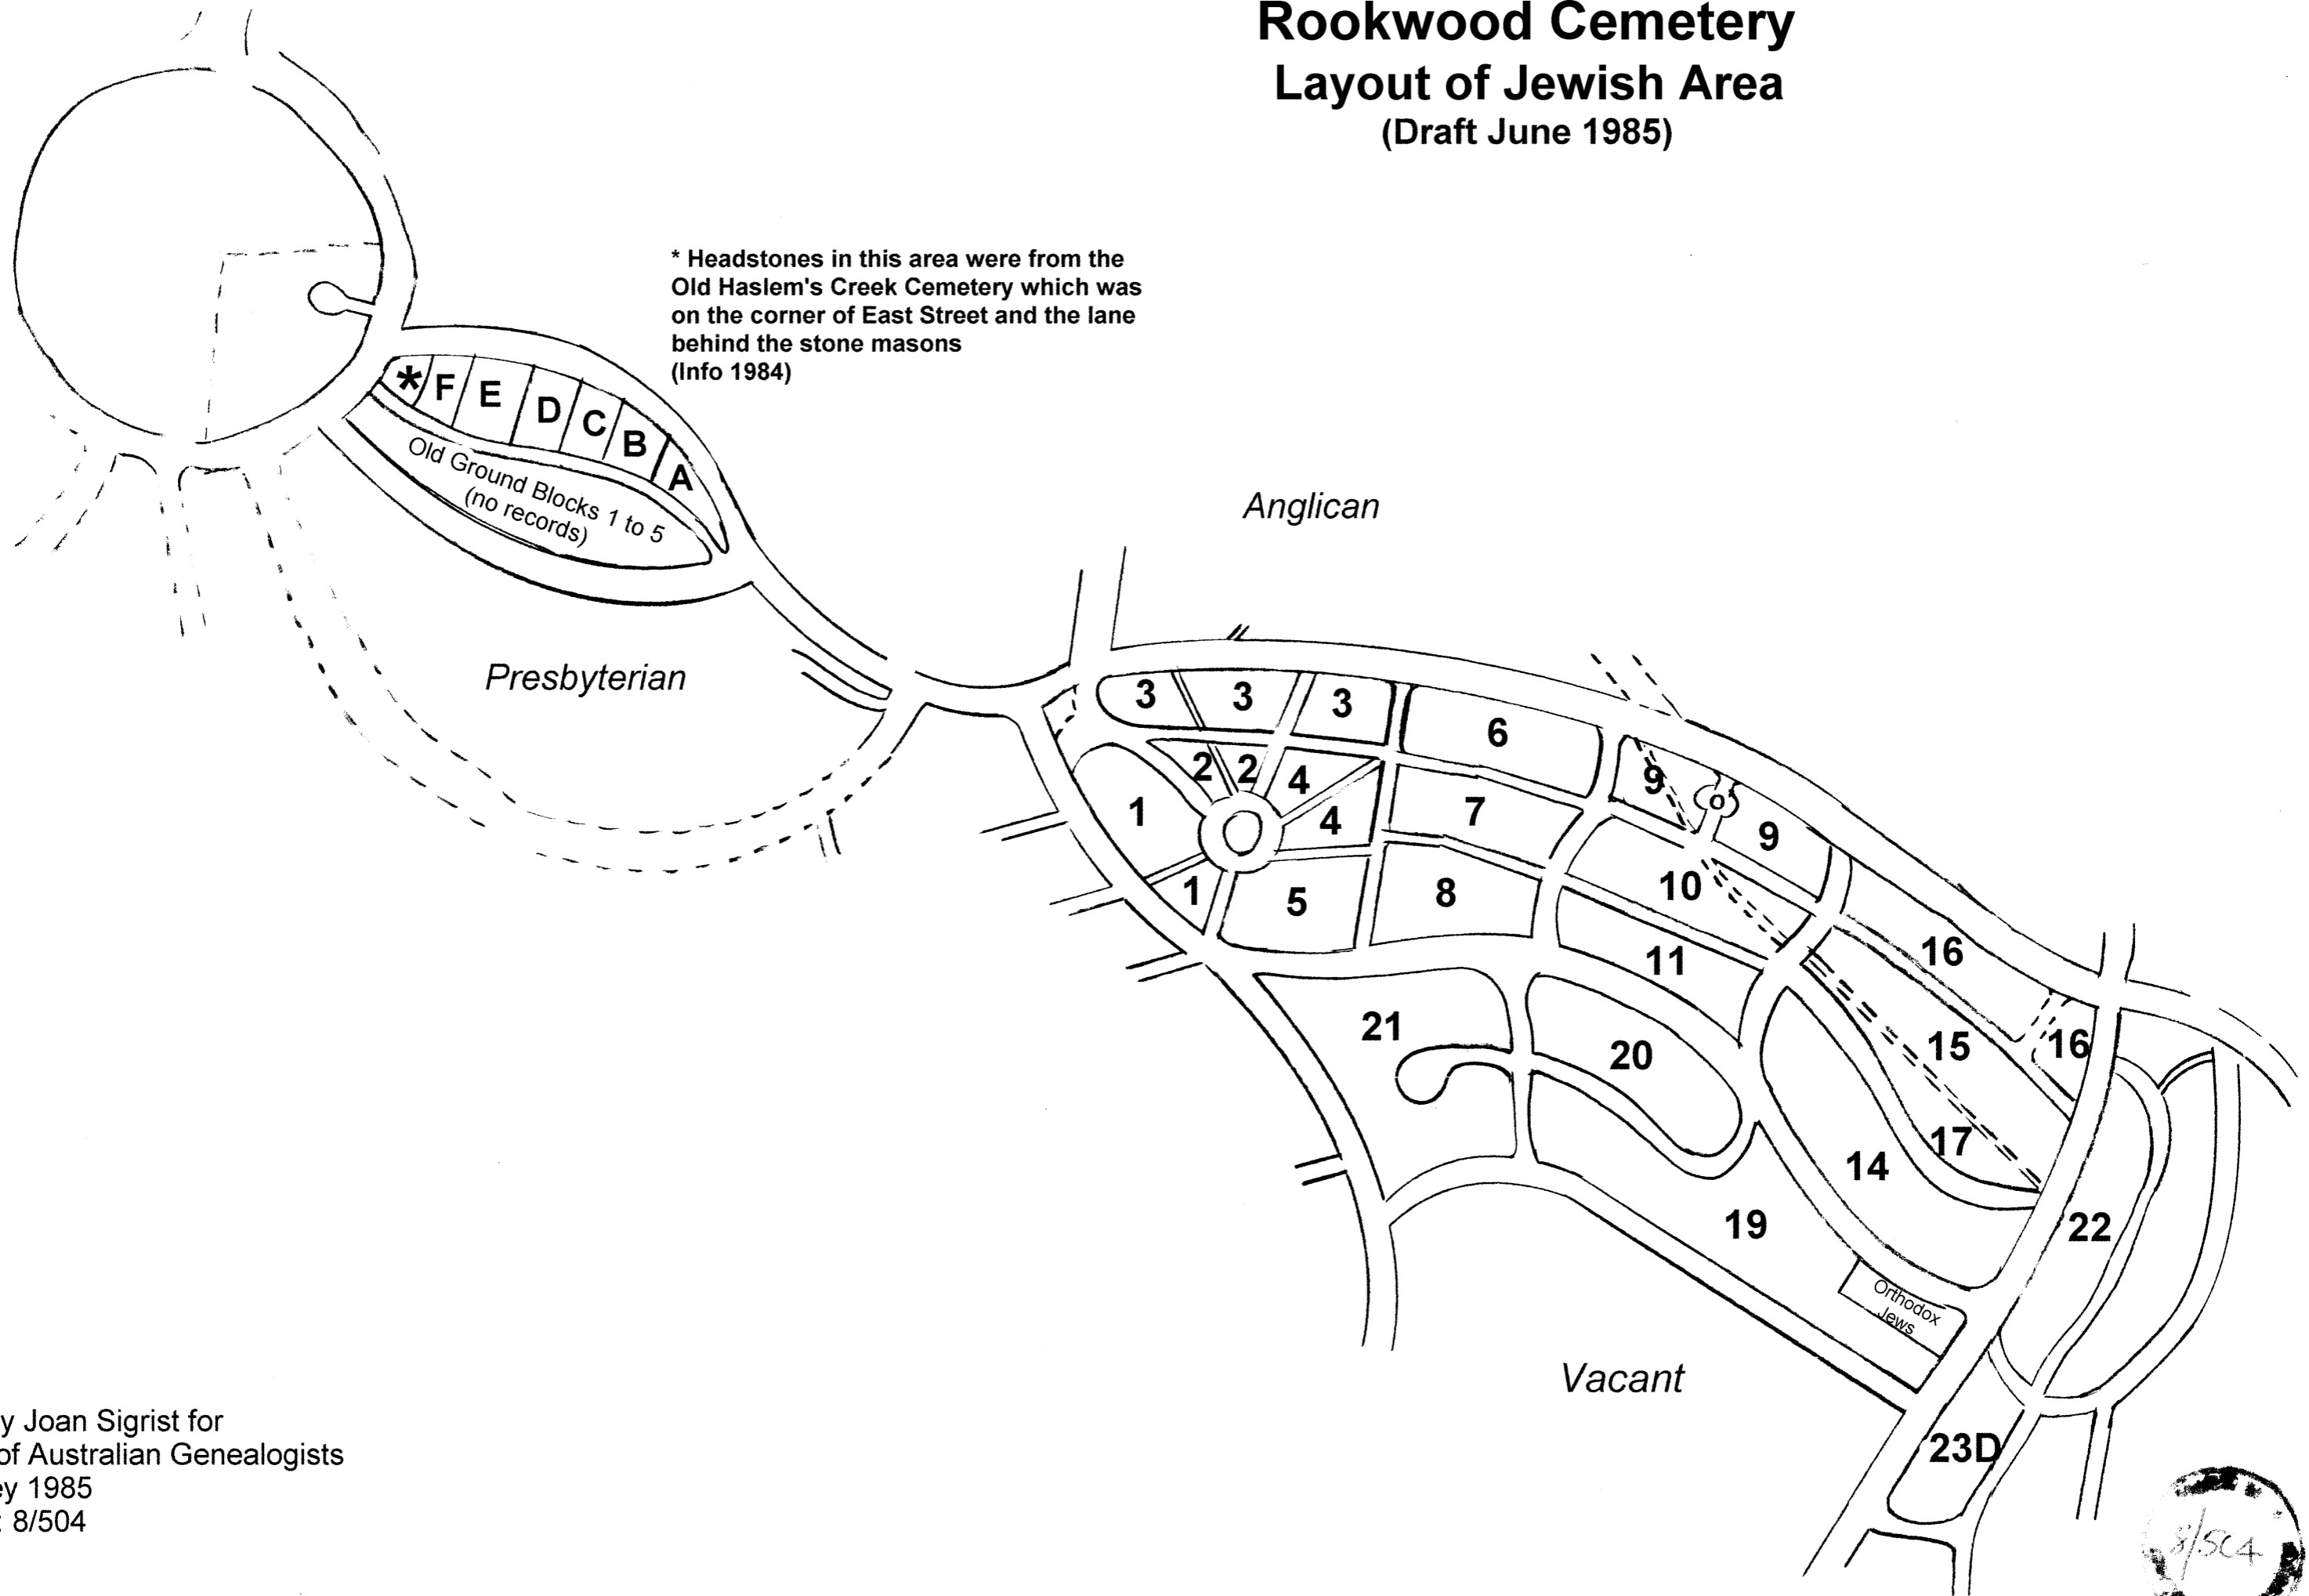 Rookwood Cemetery
Layout of Jewish Area
(Draft June 1985)
* Headstones in this area were from the
Old Haslem's Creek Cemetery which was
on the corner of East Street and the lane
behind the stone masons
(Info 1984)
*
F
E
D
C
B
A
Old Ground Blocks 1 to 5
(no records)
Anglican
Presbyterian
3
3
3
6
2
2
4
9
1
4
7
9
1
5
8
10
11
16
21
20
15
16
17
14
19
22
Orthodox
Jews
Vacant
23D
y Joan Sigrist for
of Australian Genealogists
ey 1985
: 8/504
8/504